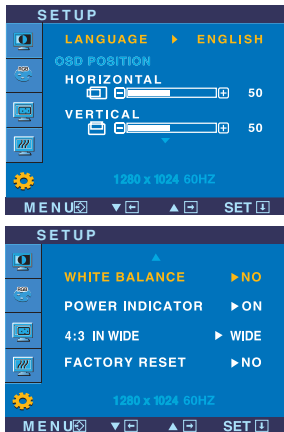 SETUP
LANGUAGE ▶ ENGLISH
OSD POSITION
HORIZONTAL
50
VERTICAL
50
1280 x 1024 60HZ
MENU ▼ ▲ SET
SETUP
WHITE BALANCE ▶NO
POWER INDICATOR ▶ON
4:3 IN WIDE ▶ WIDE
FACTORY RESET ▶NO
1280 x 1024 60HZ
MENU ▼ ▲ SET